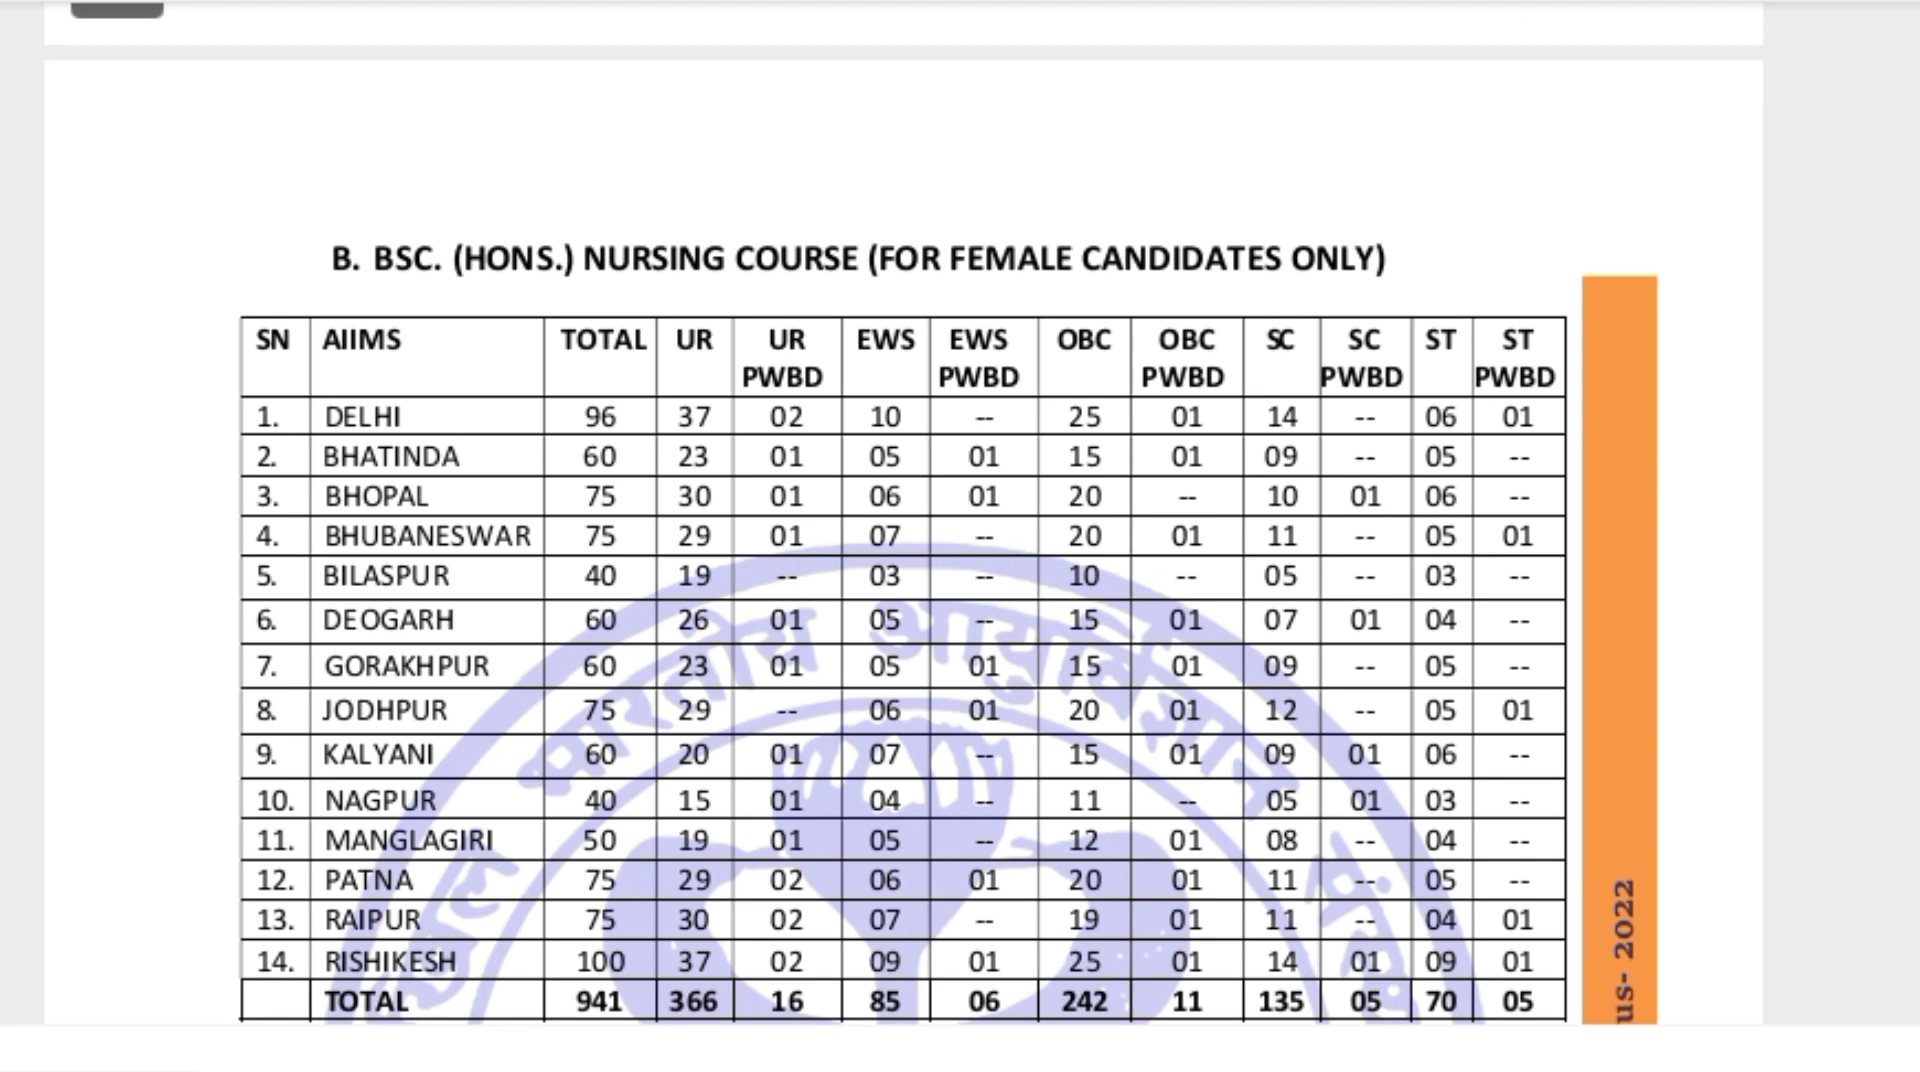 B. BSC. (HONS.) NURSING COURSE (FOR FEMALE CANDIDATES ONLY)
SN AIIMS TOTAL UR UR PWBD EWS EWS PWBD OBC OBC PWBD SC SC PWBD ST ST PWBD
1. DELHI 96 37 02 10 -- 25 01 14 -- 06 01
2. BHATINDA 60 23 01 05 01 15 01 09 -- 05 --
3. BHOPAL 75 30 01 06 01 20 -- 10 01 06 --
4. BHUBANESWAR 75 29 01 07 -- 20 01 11 -- 05 01
5. BILASPUR 40 19 -- 03 -- 10 -- 05 -- 03 --
6. DEOGARH 60 26 01 05 -- 15 01 07 01 04 --
7. GORAKHPUR 60 23 01 05 01 15 01 09 -- 05 --
8. JODHPUR 75 29 -- 06 01 20 01 12 -- 05 01
9. KALYANI 60 20 01 07 -- 15 01 09 01 06 --
10. NAGPUR 40 15 01 04 -- 11 -- 05 01 03 --
11. MANGLAGIRI 50 19 01 05 -- 12 01 08 -- 04 --
12. PATNA 75 29 02 06 01 20 01 11 -- 05 --
13. RAIPUR 75 30 02 07 -- 19 01 11 -- 04 01
14. RISHIKESH 100 37 02 09 01 25 01 14 01 09 01
TOTAL 941 366 16 85 06 242 11 135 05 70 05
भारतीय आयुर्विज्ञान
us- 2022